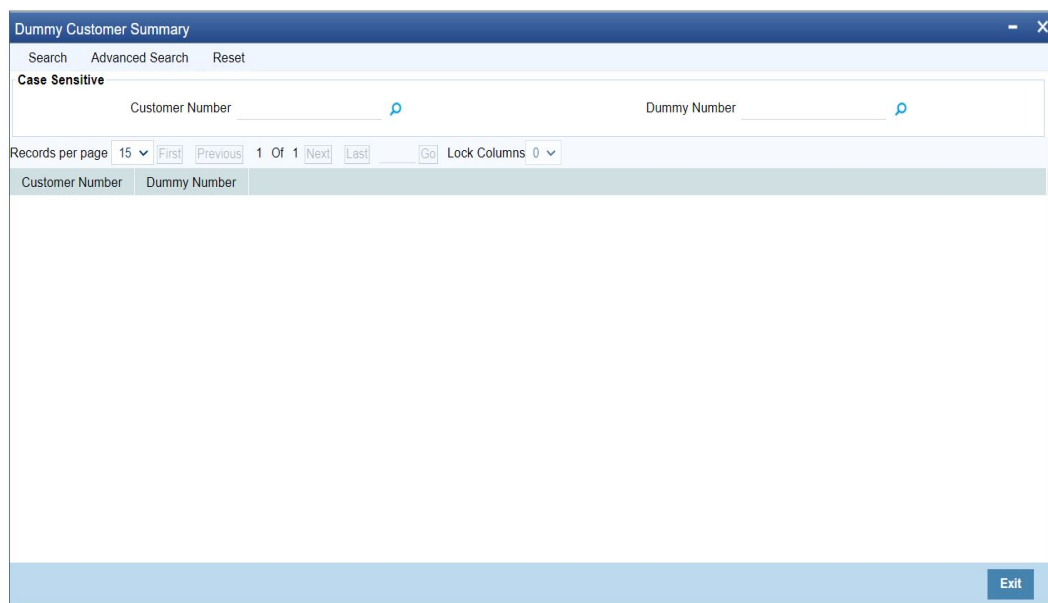 Dummy Customer Summary
Search Advanced Search Reset
Case Sensitive
Customer Number Dummy Number
Records per page 15 First Previous 1 Of 1 Next Last Go Lock Columns 0
Customer Number Dummy Number
Exit